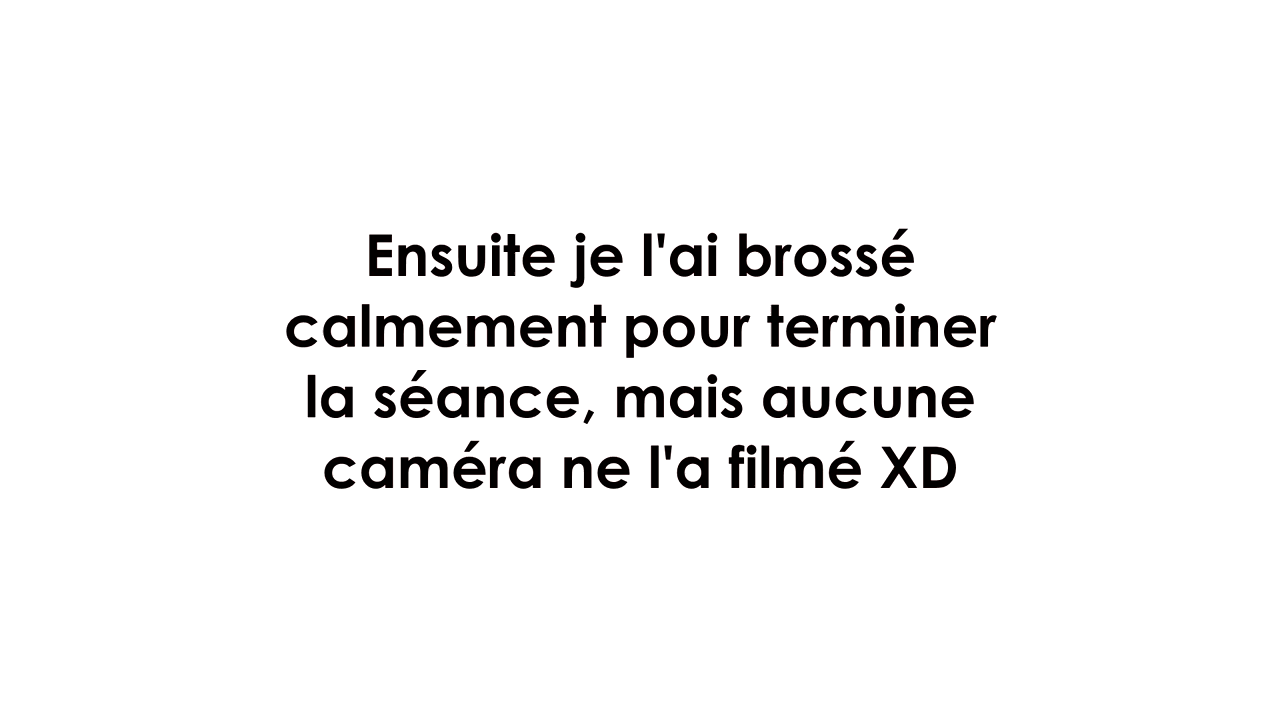 Ensuite je l'ai brossé
calmement pour terminer
la séance, mais aucune
caméra ne l'a filmé XD